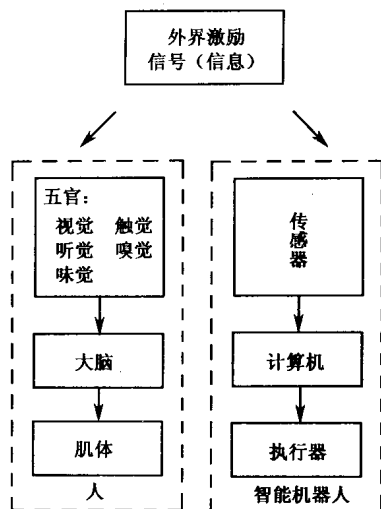 外界激励
信号（信息）
五官：
视觉 触觉
听觉 嗅觉
味觉
大脑
肌体
人
传感器
计算机
执行器
智能机器人